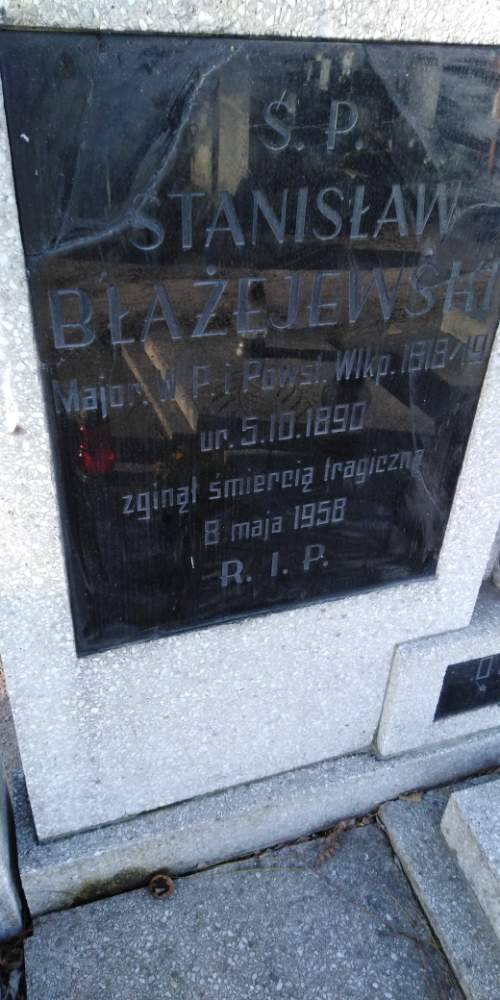 Ś. P.
STANISŁAW
BŁAŻEJEWSKI
Major. W. P. i Powst. Wlkp. 1918/19
ur. 5.10.1890
zginął śmiercią tragiczną
8 maja 1958
R. I. P.